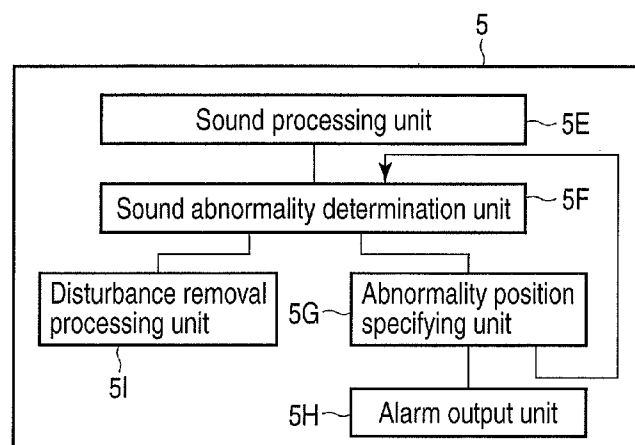 5
Sound processing unit
5E
Sound abnormality determination unit
5F
Disturbance removal
processing unit
5I
5G
Abnormality position
specifying unit
5H
Alarm output unit